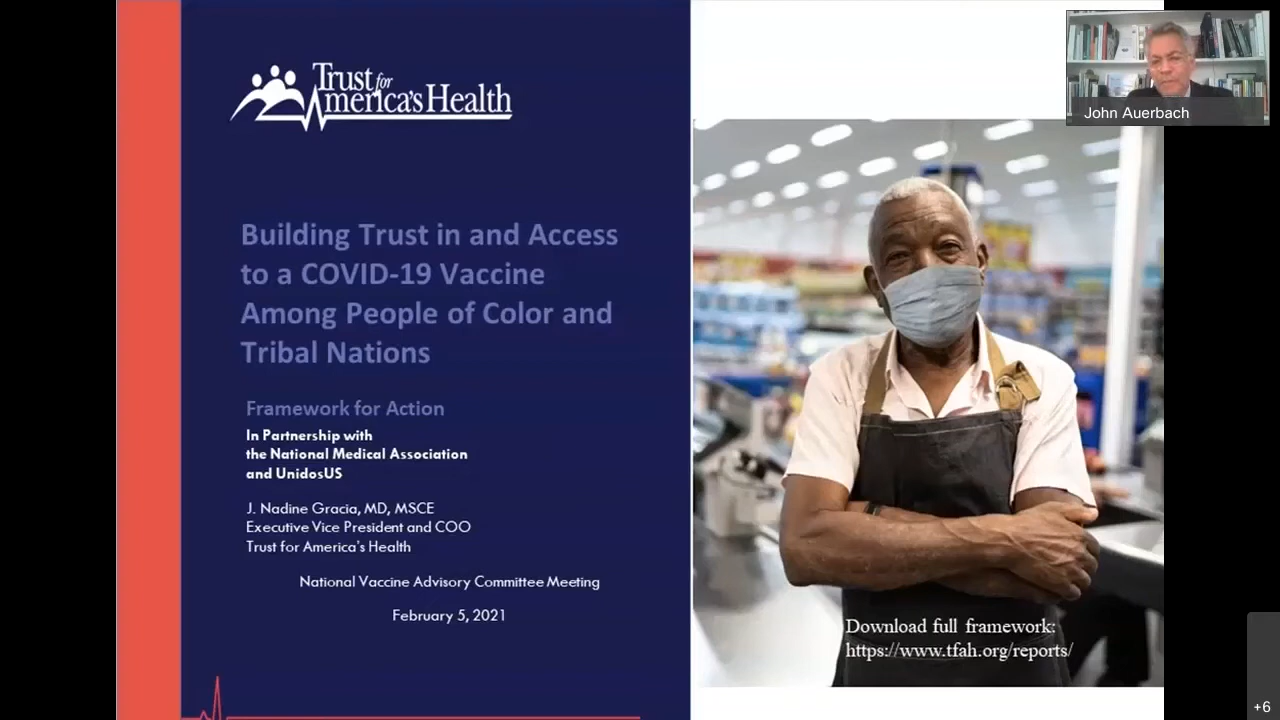 Trust for
America's Health
Building Trust in and Access
to a COVID-19 Vaccine
Among People of Color and
Tribal Nations
Framework for Action
In Partnership with
the National Medical Association
and UnidosUS
J. Nadine Gracia, MD, MSCE
Executive Vice President and COO
Trust for America's Health
National Vaccine Advisory Committee Meeting
February 5, 2021
Download full framework:
https://www.tfah.org/reports/
John Auerbach
+6